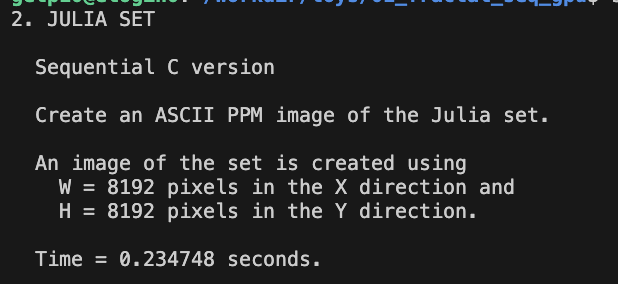 2. JULIA SET
Sequential C version
Create an ASCII PPM image of the Julia set.
An image of the set is created using
W = 8192 pixels in the X direction and
H = 8192 pixels in the Y direction.
Time = 0.234748 seconds.